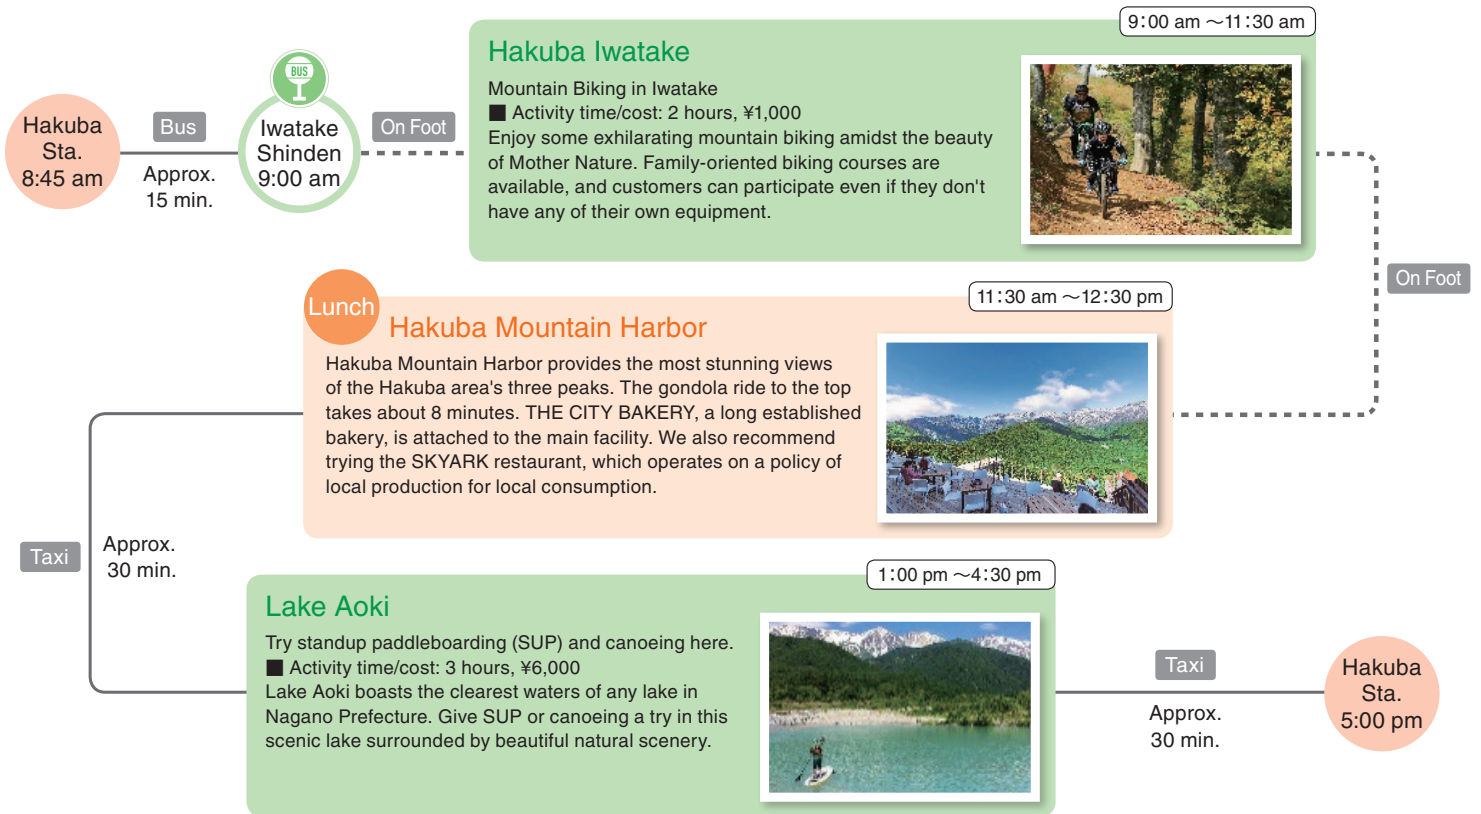 Hakuba
Sta.
8:45 am
Bus
Approx.
15 min.
BUS
Iwatake
Shinden
9:00 am
On Foot
9:00 am ～11:30 am
Hakuba Iwatake
Mountain Biking in Iwatake
■ Activity time/cost: 2 hours, ¥1,000
Enjoy some exhilarating mountain biking amidst the beauty
of Mother Nature. Family-oriented biking courses are
available, and customers can participate even if they don't
have any of their own equipment.
On Foot
Lunch
11:30 am ～12:30 pm
Hakuba Mountain Harbor
Hakuba Mountain Harbor provides the most stunning views
of the Hakuba area's three peaks. The gondola ride to the top
takes about 8 minutes. THE CITY BAKERY, a long established
bakery, is attached to the main facility. We also recommend
trying the SKYARK restaurant, which operates on a policy of
local production for local consumption.
Taxi
Approx.
30 min.
1:00 pm ～4:30 pm
Lake Aoki
Try standup paddleboarding (SUP) and canoeing here.
■ Activity time/cost: 3 hours, ¥6,000
Lake Aoki boasts the clearest waters of any lake in
Nagano Prefecture. Give SUP or canoeing a try in this
scenic lake surrounded by beautiful natural scenery.
Taxi
Approx.
30 min.
Hakuba
Sta.
5:00 pm